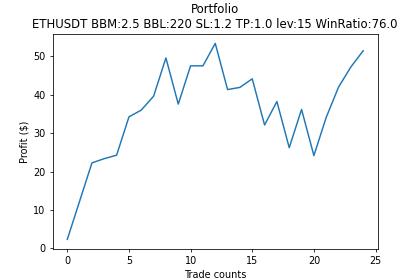 Portfolio
ETHUSDT BBM:2.5 BBL:220 SL:1.2 TP:1.0 lev:15 WinRatio:76.0
50
40
30
20
10
0
Profit ($)
0 5 10 15 20 25
Trade counts